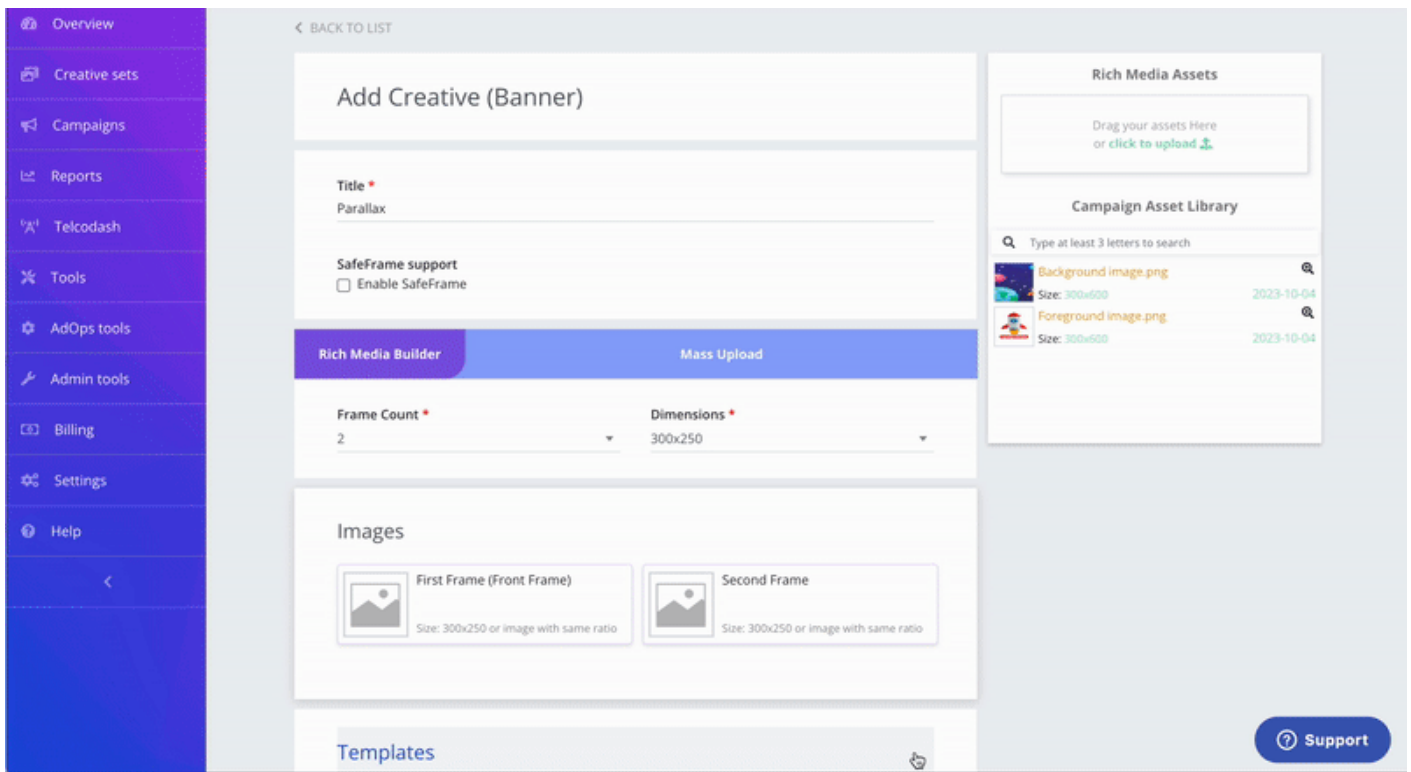 Overview
Creative sets
Campaigns
Reports
Telcodash
Tools
AdOps tools
Admin tools
Billing
Settings
Help
BACK TO LIST
Add Creative (Banner)
Title *
Parallax
SafeFrame support
Enable SafeFrame
Rich Media Builder
Mass Upload
Frame Count *
2
Dimensions *
300x250
Images
First Frame (Front Frame)
Size: 300x250 or image with same ratio
Second Frame
Size: 300x250 or image with same ratio
Templates
Rich Media Assets
Drag your assets Here
or click to upload
Campaign Asset Library
Type at least 3 letters to search
Background image.png
Size: 300x600
2023-10-04
Foreground image.png
Size: 300x600
2023-10-04
Support